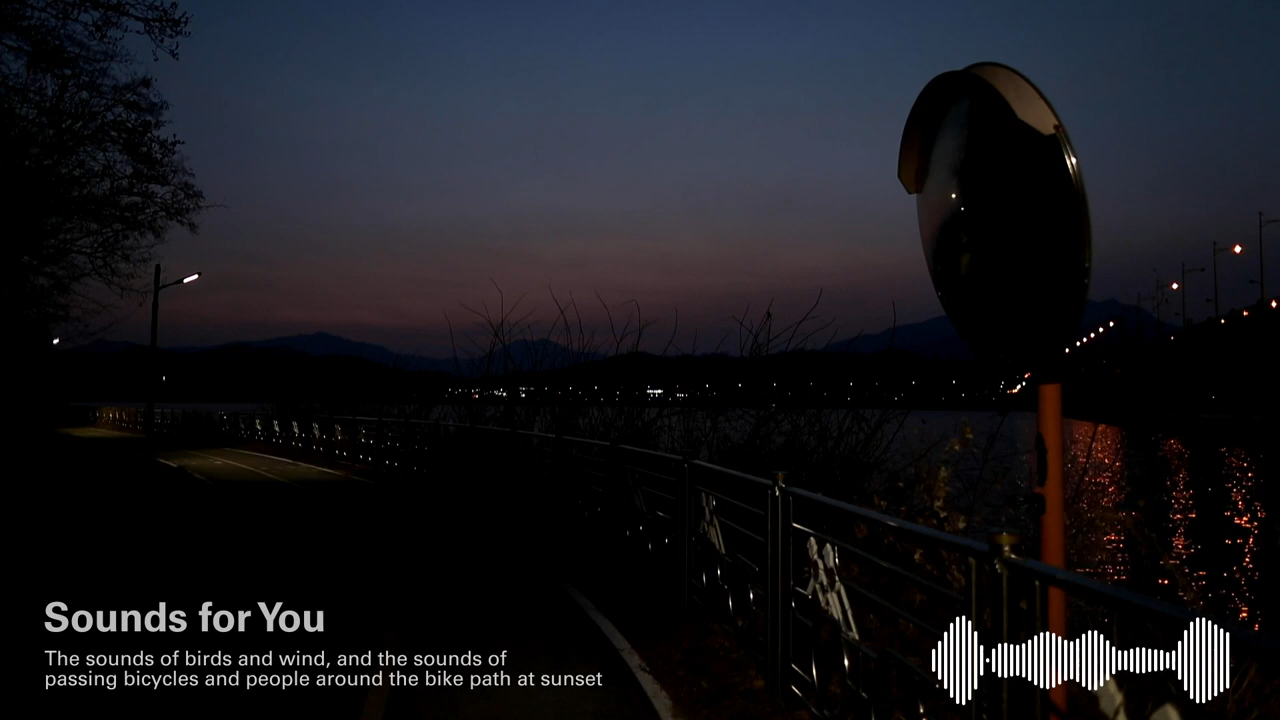 Sounds for You
The sounds of birds and wind, and the sounds of
passing bicycles and people around the bike path at sunset